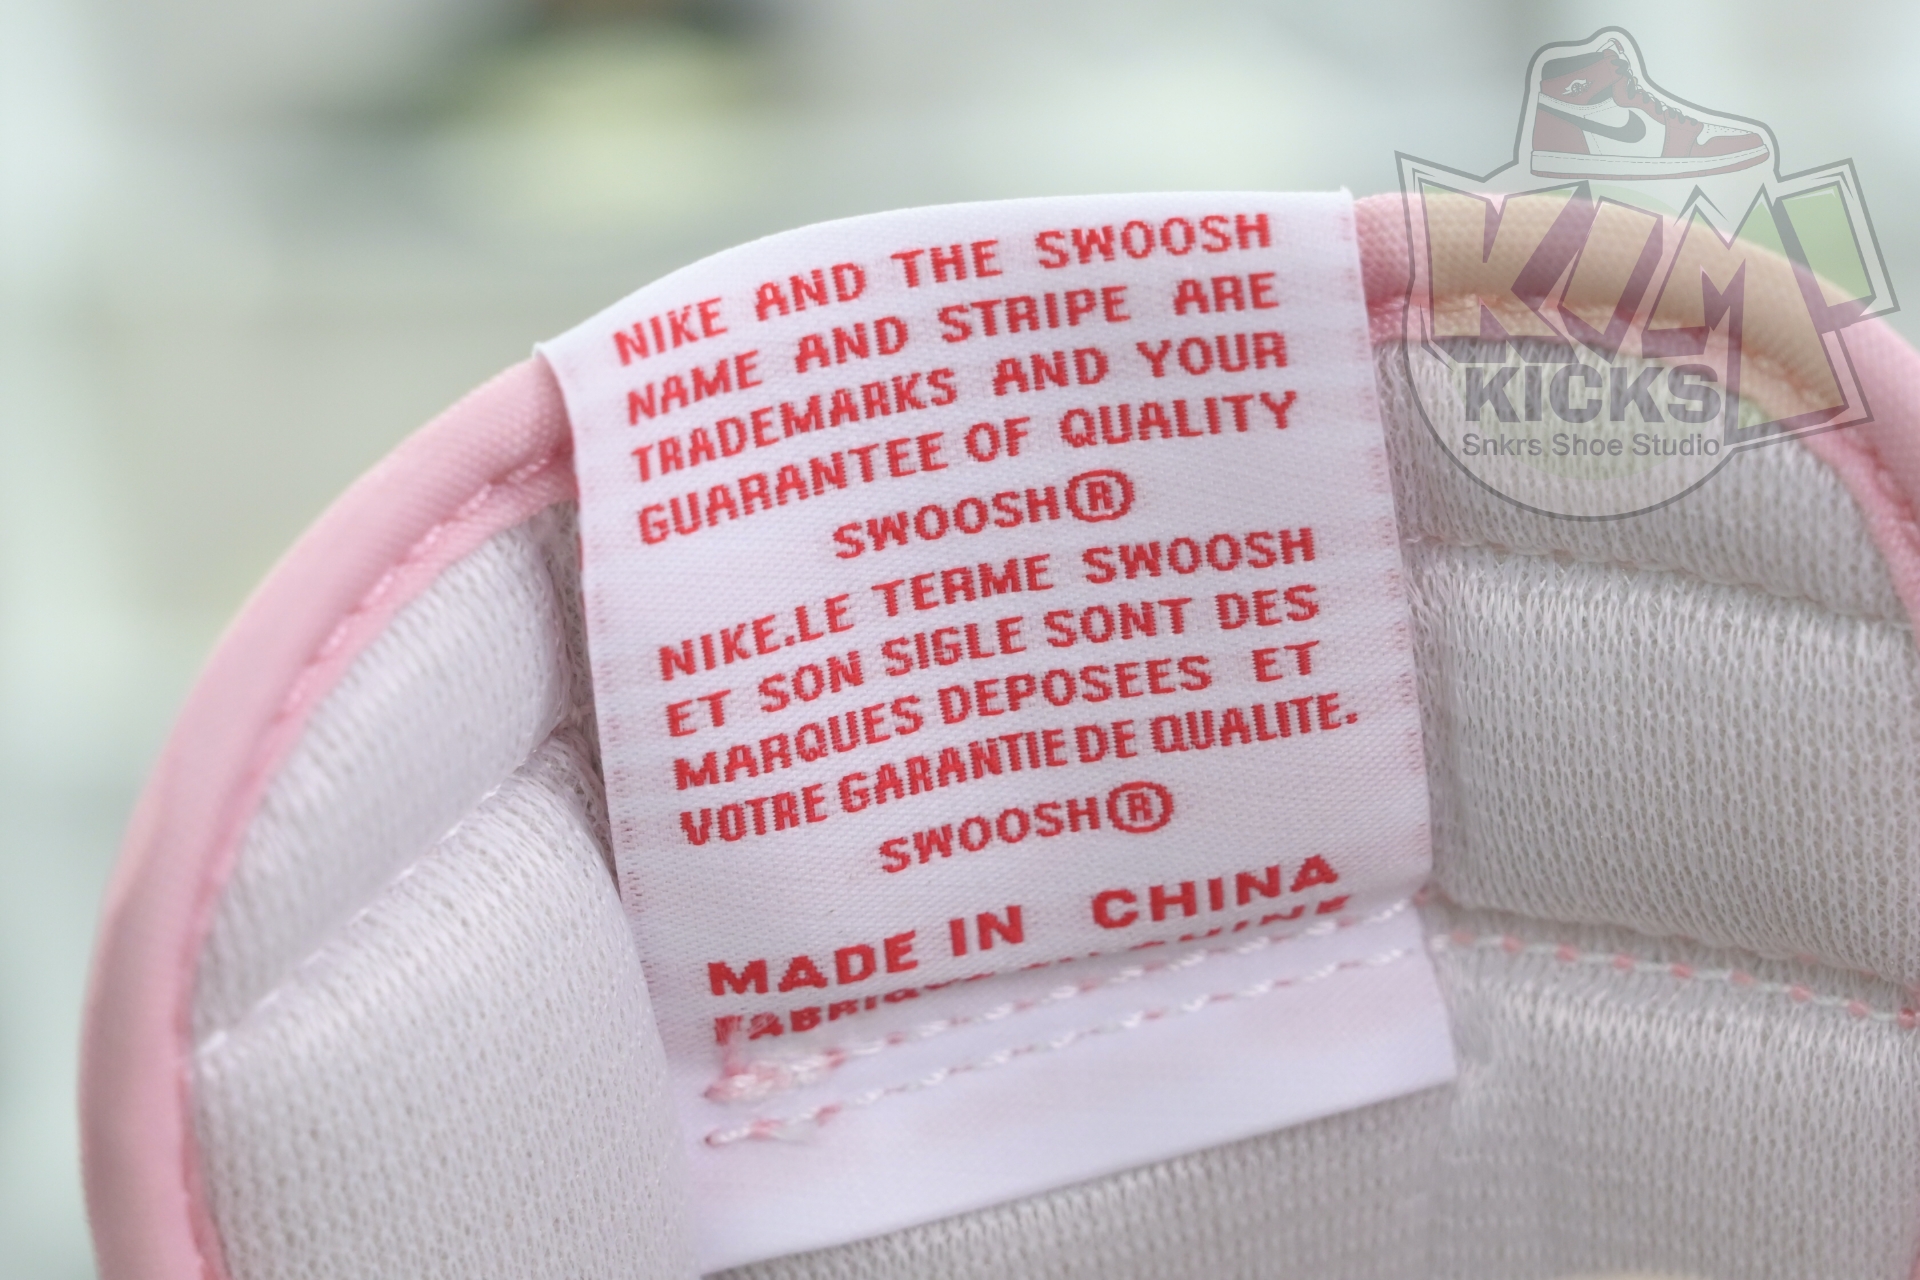 NIKE AND THE SWOOSH
NAME AND STRIPE ARE
TRADEMARKS AND YOUR
GUARANTEE OF QUALITY
SWOOSH®
NIKE.LE TERME SWOOSH
ET SON SIGLE SONT DES
MARQUES DEPOSEES ET
VOTRE GARANTIE DE QUALITE.
SWOOSH®
MADE IN CHINA
KIM
KICKS
Snkrs Shoe Studio